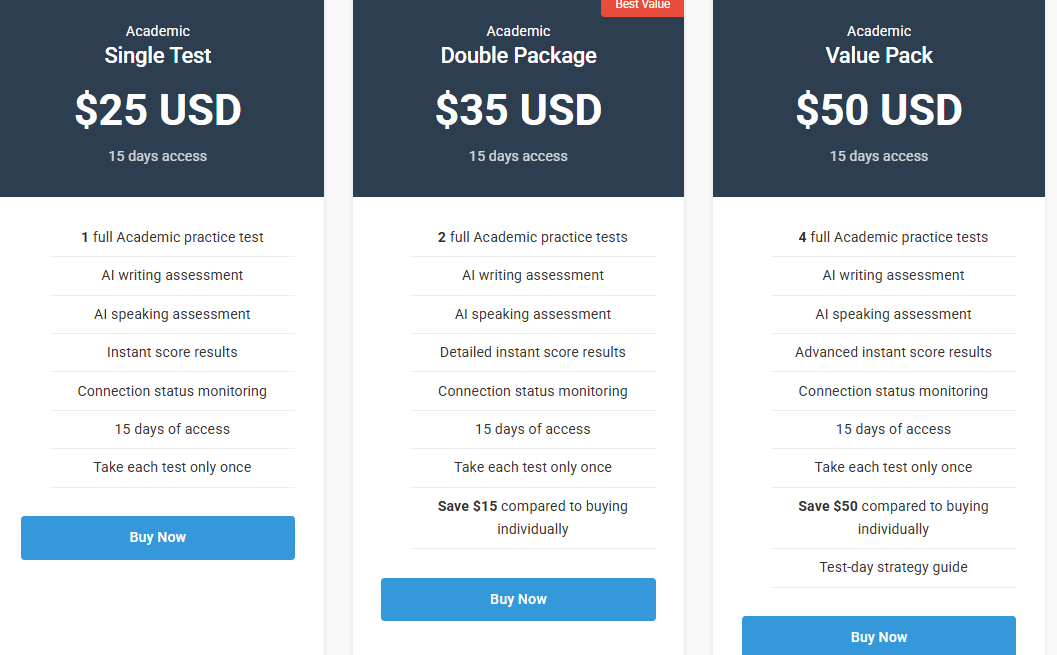 Academic
Single Test
$25 USD
15 days access
1 full Academic practice test
AI writing assessment
AI speaking assessment
Instant score results
Connection status monitoring
15 days of access
Take each test only once
Buy Now
Best Value
Academic
Double Package
$35 USD
15 days access
2 full Academic practice tests
AI writing assessment
AI speaking assessment
Detailed instant score results
Connection status monitoring
15 days of access
Take each test only once
Save $15 compared to buying
individually
Buy Now
Academic
Value Pack
$50 USD
15 days access
4 full Academic practice tests
AI writing assessment
AI speaking assessment
Advanced instant score results
Connection status monitoring
15 days of access
Take each test only once
Save $50 compared to buying
individually
Test-day strategy guide
Buy Now